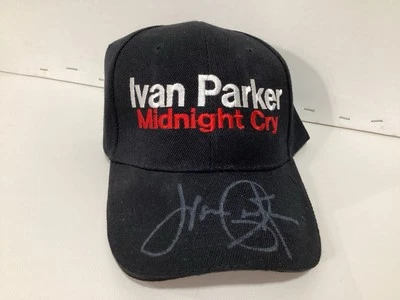 Ivan Parker
Midnight Cry